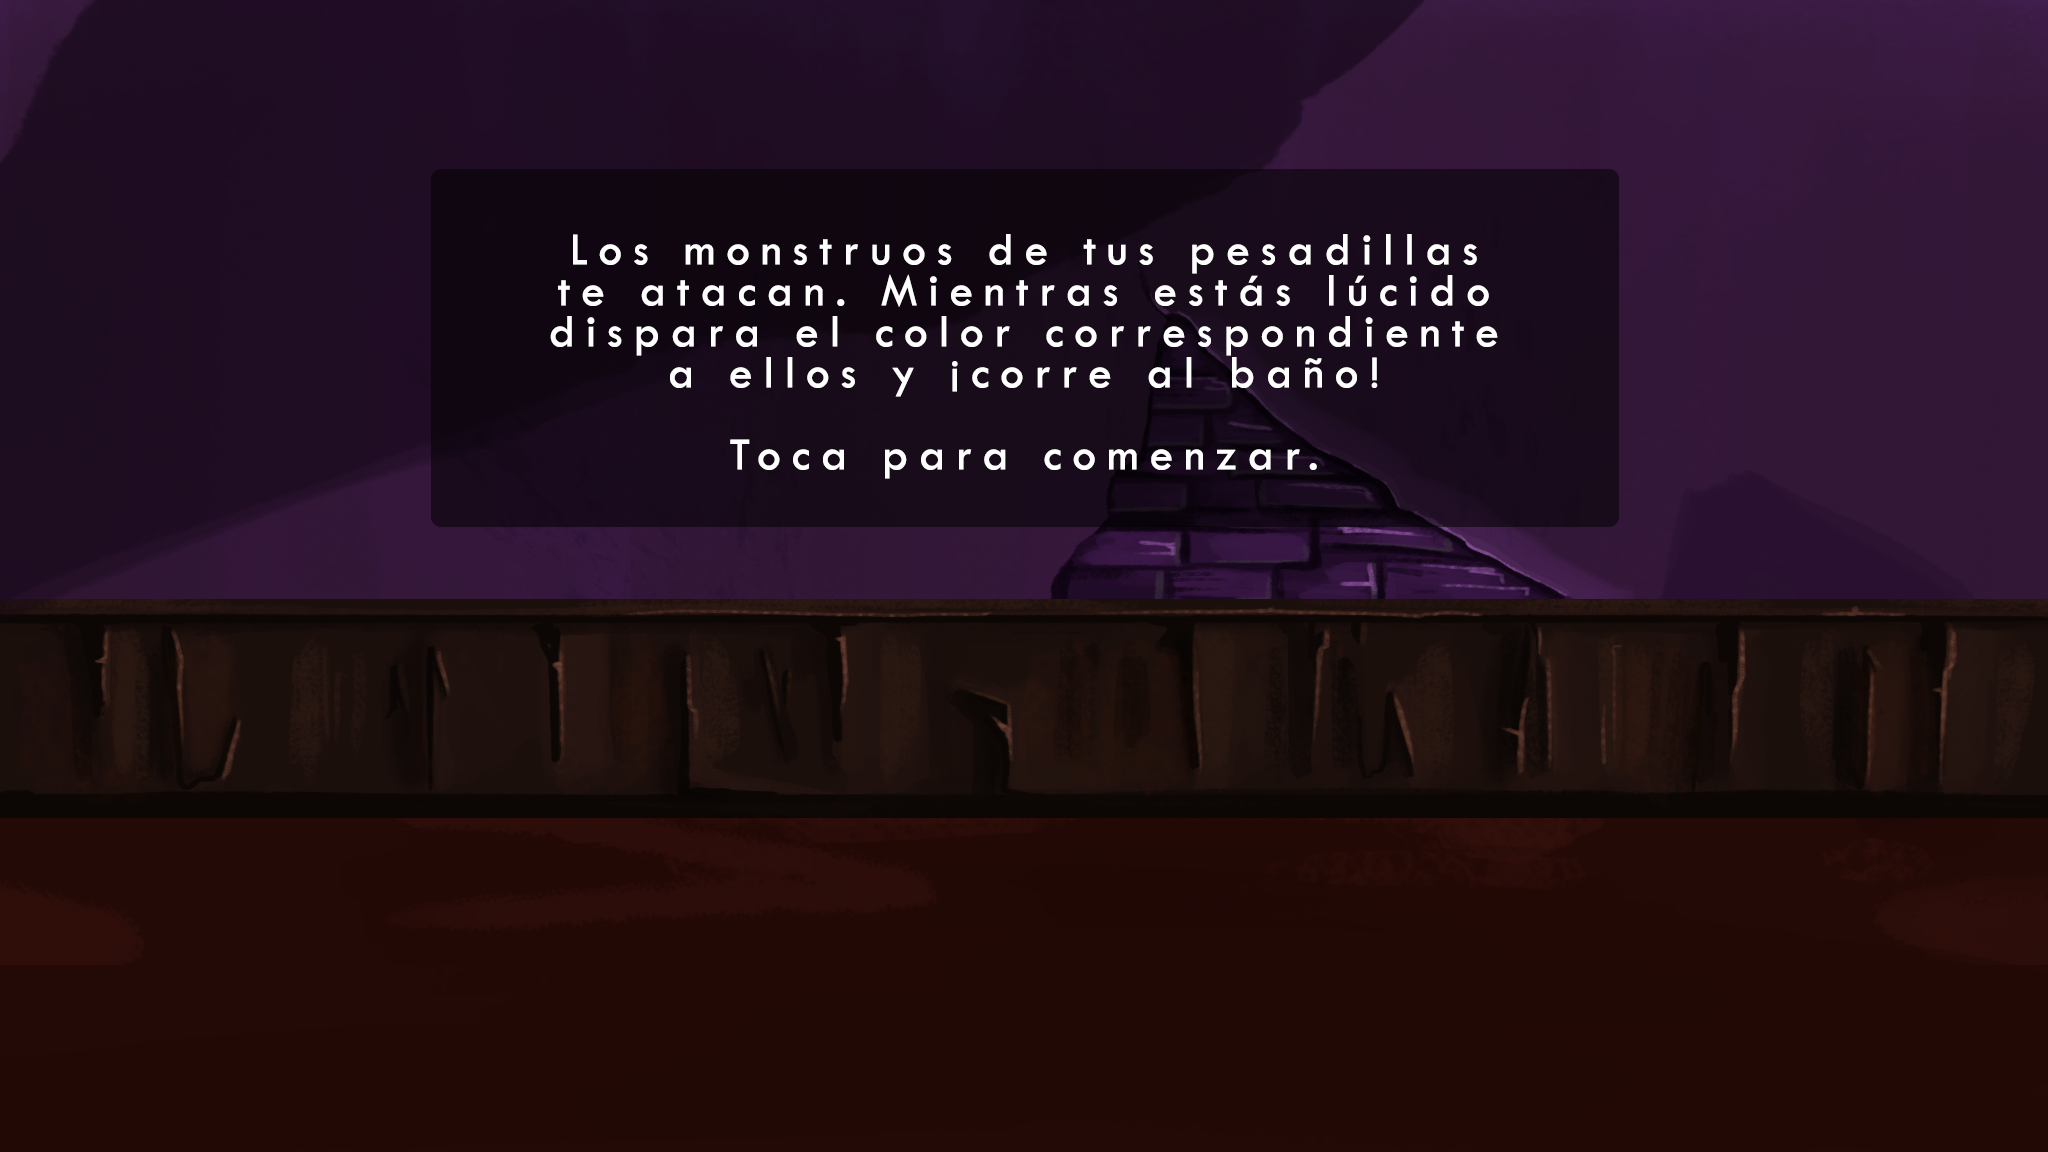 Los monstruos de tus pesadillas
te atacan. Mientras estás lúcido
dispara el color correspondiente
a ellos y ¡corre al baño!
Toca para comenzar.